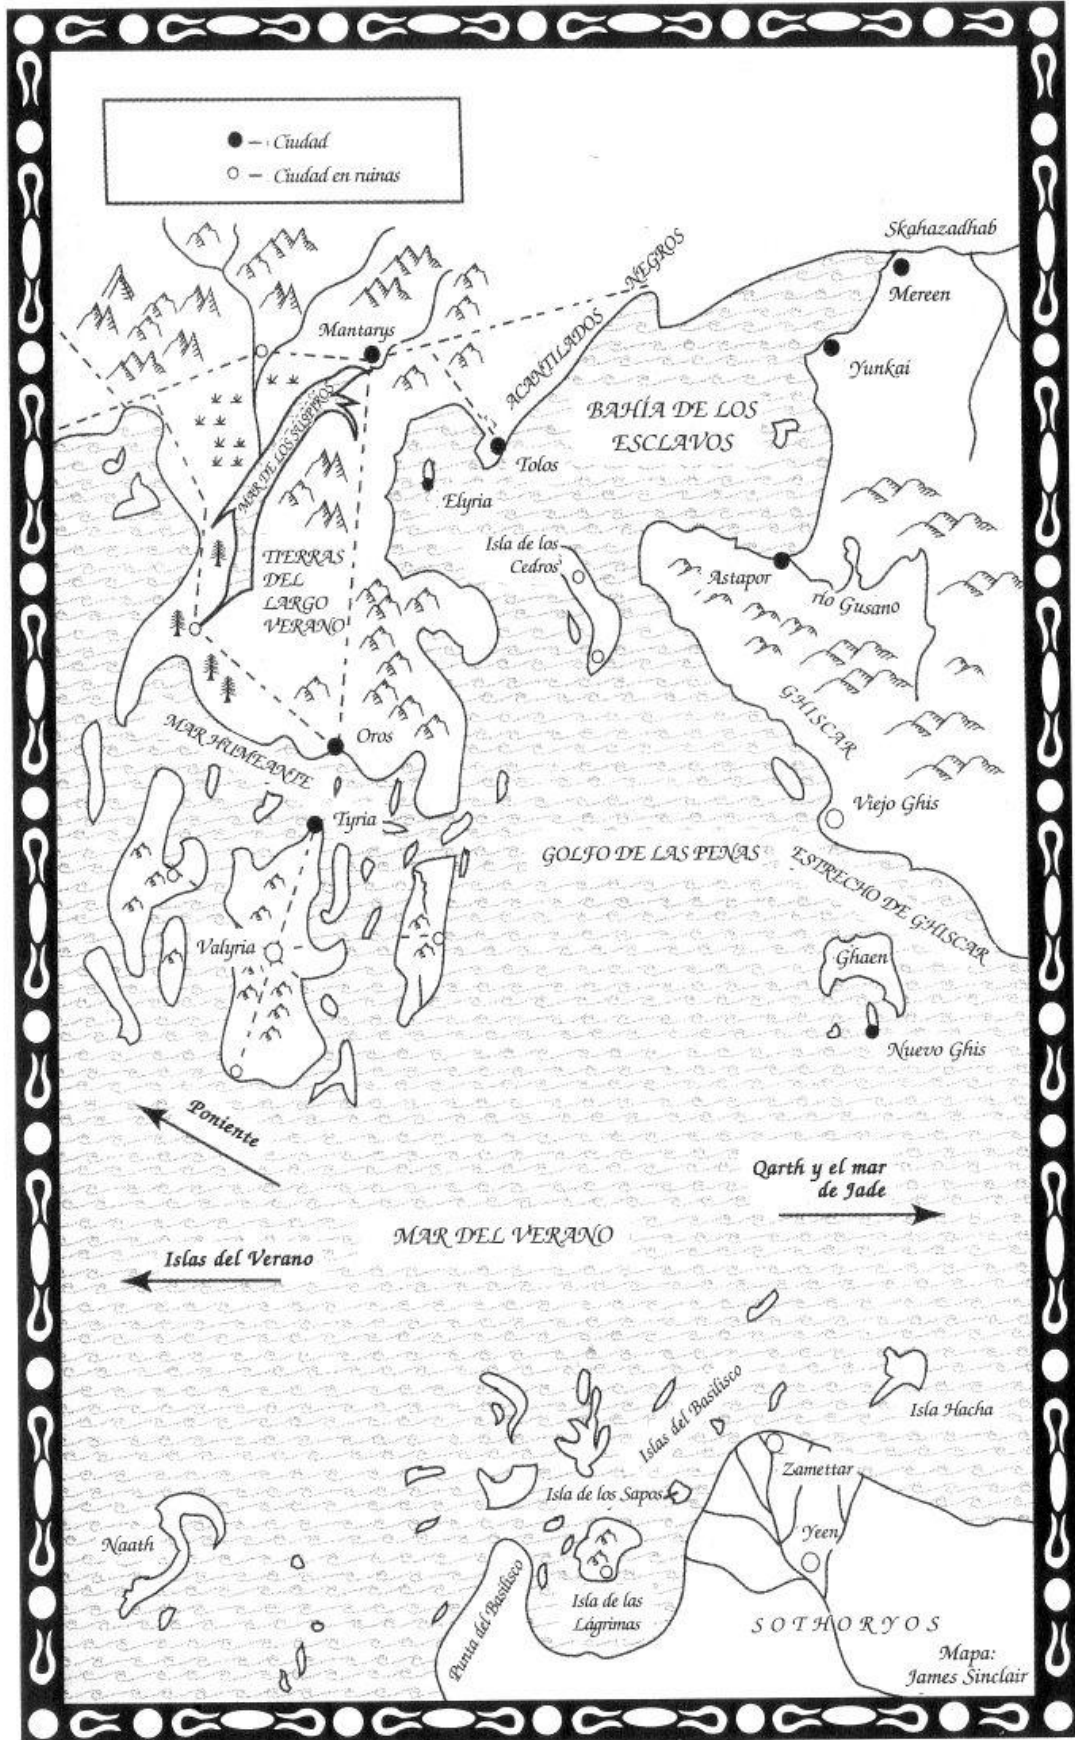 Ciudad
Ciudad en ruinas
Skahazadhab
Mereen
NEGROS
ACANTILADOS
Mantarys
Yunkai
BAHÍA DE LOS
ESCLAVOS
MAR DE LOS SUSPIROS
Tolos
Elyria
Isla de los
Cedros
TIERRAS
DEL
LARGO
VERANO
Astapor
río Gusano
GHISCAR
MAR HUMEANTE
Oros
Tyria
Viejo Ghis
GOLFO DE LAS PENAS
ESTRECHO DE GHISCAR
Valyria
Ghaen
Nuevo Ghis
Poniente
Qarth y el mar
de Jade
MAR DEL VERANO
Islas del Verano
Islas del Basilisco
Isla Hacha
Zamettar
Isla de los Sapos
Naath
Yeen
Punta del Basilisco
Isla de las
Lágrimas
SOTHORYOS
Mapa:
James Sinclair